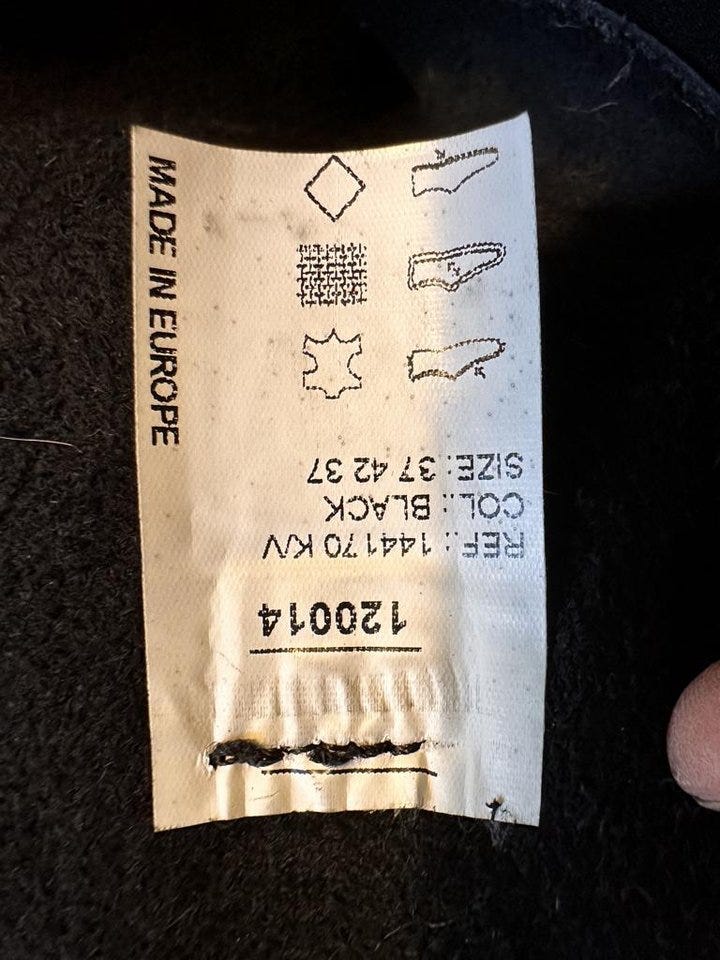 120014
REF.: 144170 K/V
COL.: BLACK
SIZE: 37 42 37
MADE IN EUROPE